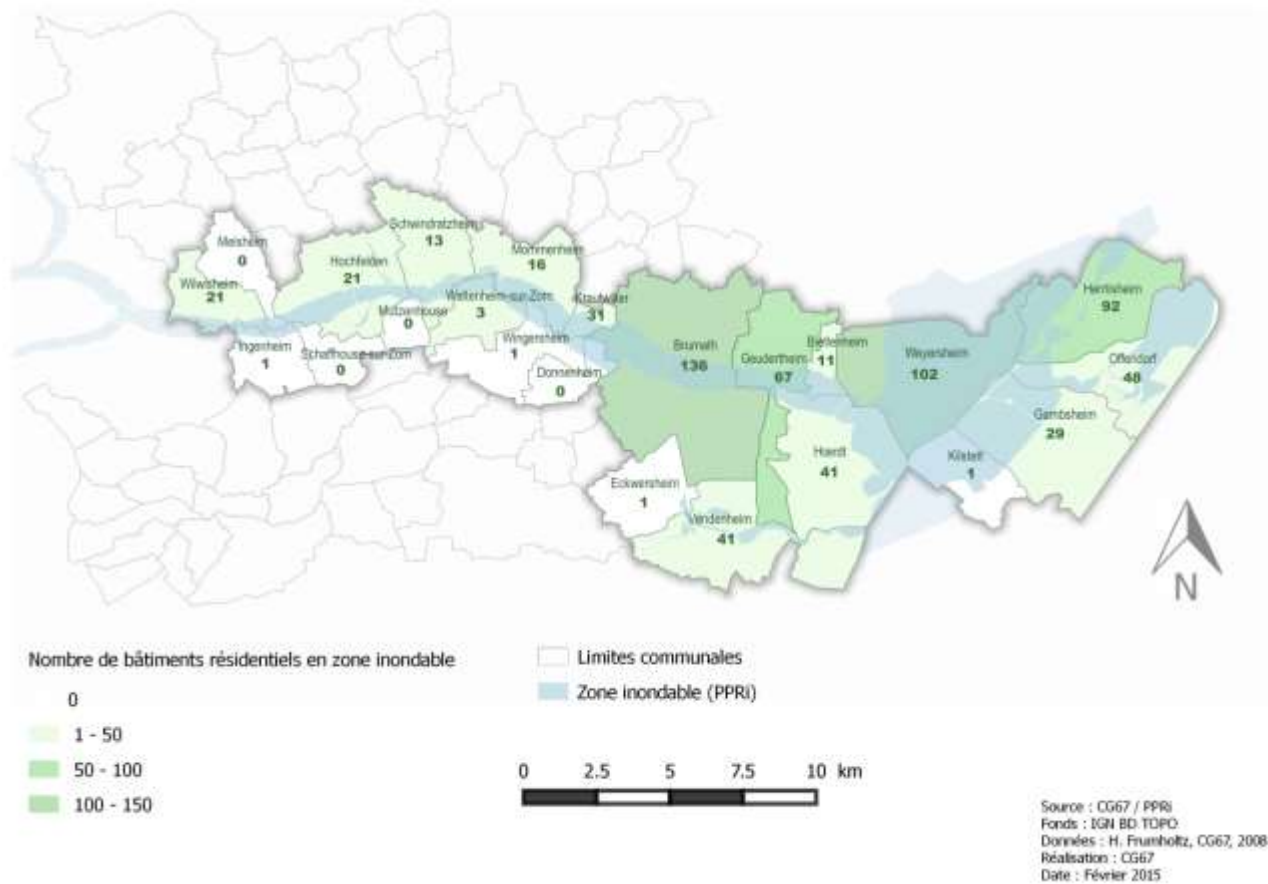 Melsheim
0
Schwindratzheim
13
Hochfelden
21
Mommenheim
16
Wilwisheim
21
Mutzenhouse
0
Waltenheim-sur-Zorn
3
Krautwiller
31
Ingenheim
1
Schaffhouse-sur-Zorn
0
Wingersheim
1
Donnenheim
0
Brumath
136
Geudertheim
67
Bietlenheim
11
Weyersheim
102
Herrlisheim
92
Offendorf
48
Gambsheim
29
Kilstett
1
Hoerdt
41
Eckwersheim
1
Vendenheim
41
N
Nombre de bâtiments résidentiels en zone inondable
0
1 - 50
50 - 100
100 - 150
Limites communales
Zone inondable (PPRi)
0 2.5 5 7.5 10 km
Source : CG67 / PPRi
Fonds : IGN BD TOPO
Données : H. Frumholtz, CG67, 2008
Réalisation : CG67
Date : Février 2015